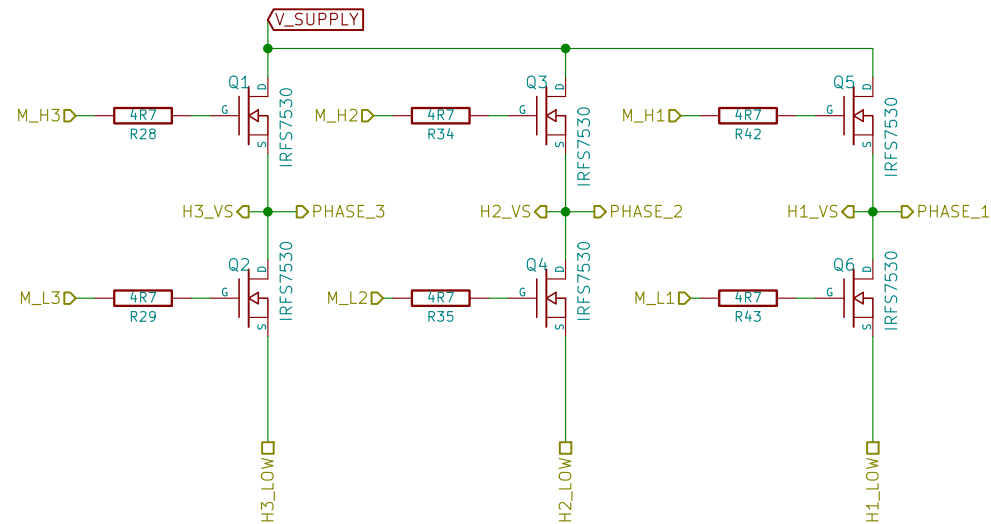 V_SUPPLY
Q1 D Q3 D Q5 D
M_H3 4R7 G IRFS7530 M_H2 4R7 G IRFS7530 M_H1 4R7 G IRFS7530
R28 S R34 S R42 S
H3_VS PHASE_3 H2_VS PHASE_2 H1_VS PHASE_1
Q2 D Q4 D Q6 D
M_L3 4R7 G IRFS7530 M_L2 4R7 G IRFS7530 M_L1 4R7 G IRFS7530
R29 S R35 S R43 S
H3_LOW H2_LOW H1_LOW